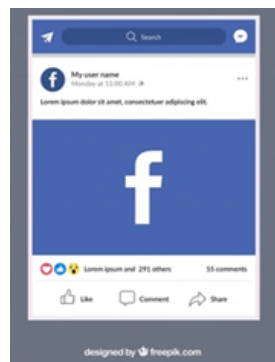 Search
f
My user name
Monday at 11:00 AM
Lorem ipsum dolor sit amet, consectetuer adipiscing elit.
f
Lorem ipsum and 291 others 55 comments
Like Comment Share
designed by freepik.com